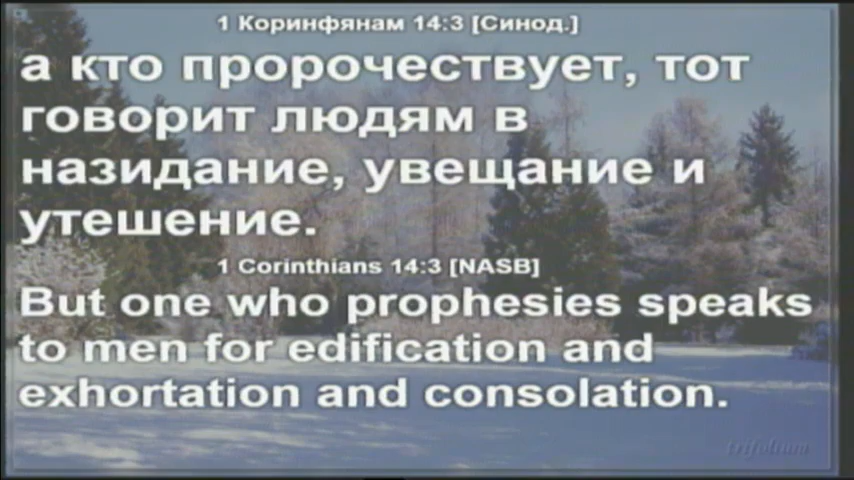 1 Коринфянам 14:3 [Синод.]
а кто пророчествует, тот
говорит людям в
назидание, увещание и
утешение.
1 Corinthians 14:3 [NASB]
But one who prophesies speaks
to men for edification and
exhortation and consolation.
trifolium